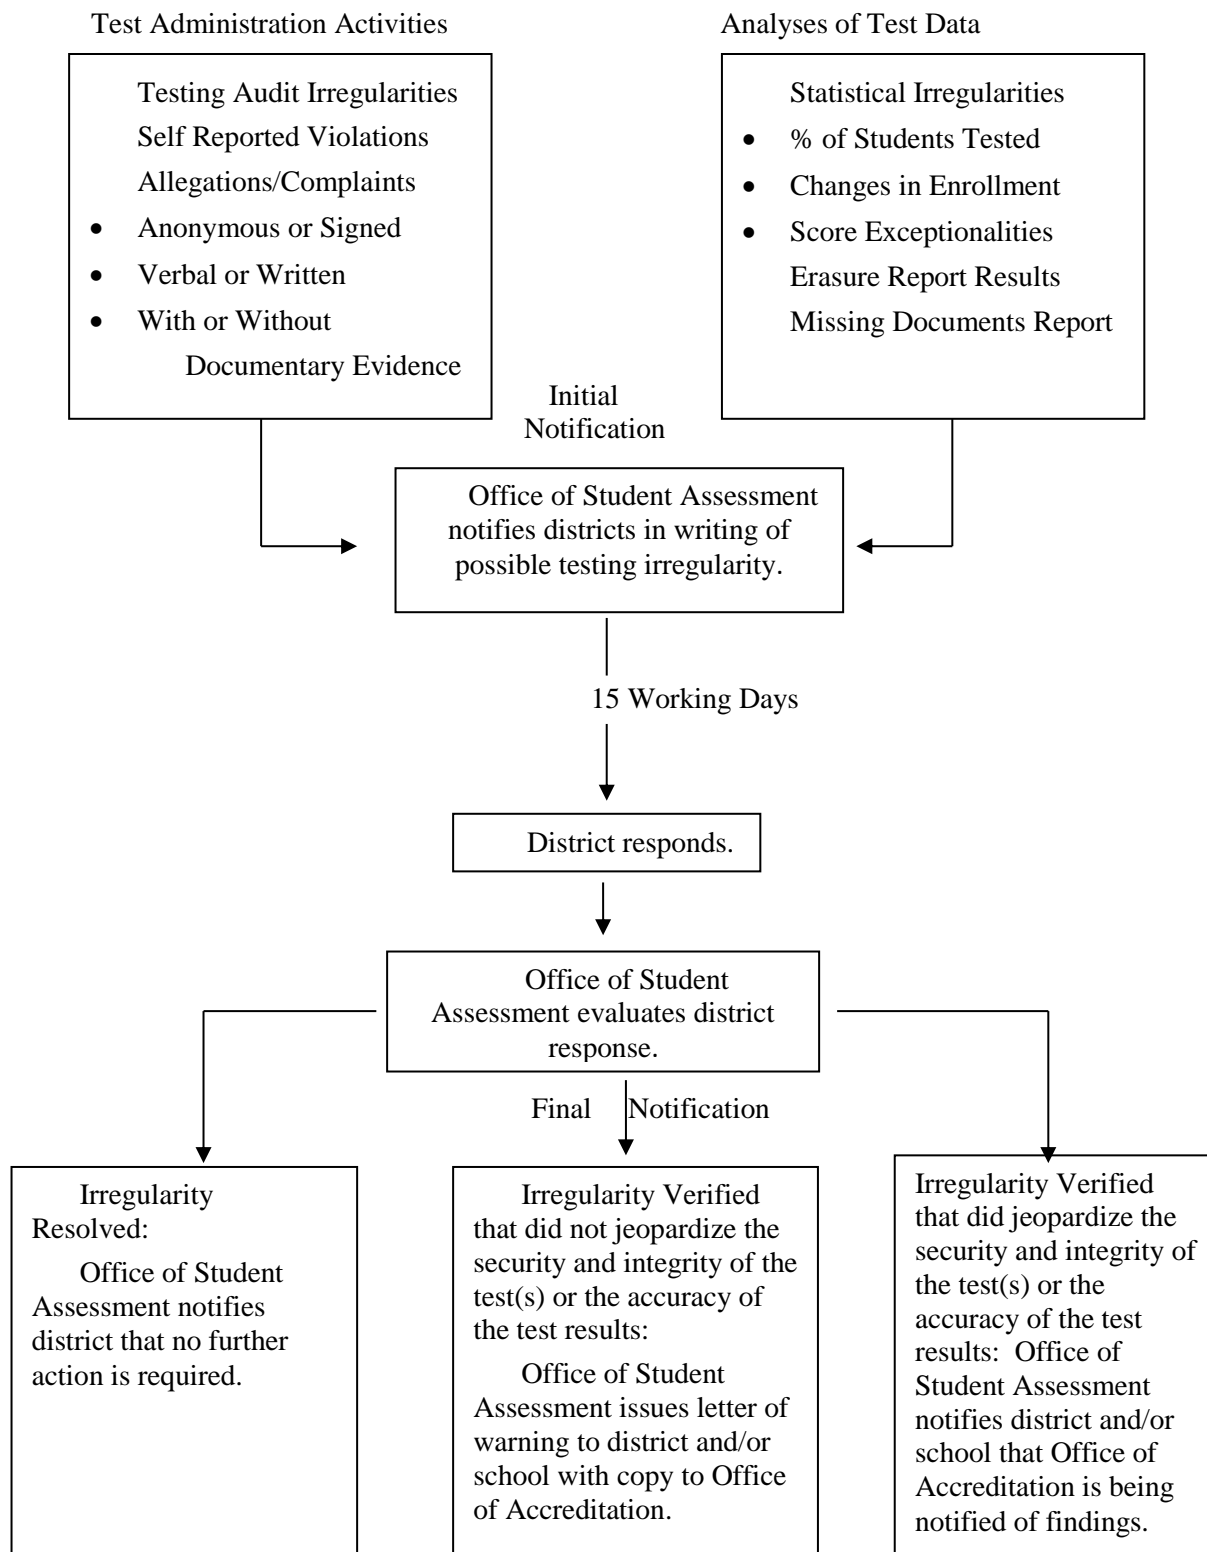 Test Administration Activities
Testing Audit Irregularities
Self Reported Violations
Allegations/Complaints
• Anonymous or Signed
• Verbal or Written
• With or Without
Documentary Evidence
Analyses of Test Data
Statistical Irregularities
• % of Students Tested
• Changes in Enrollment
• Score Exceptionalities
Erasure Report Results
Missing Documents Report
Initial
Notification
Office of Student Assessment
notifies districts in writing of
possible testing irregularity.
15 Working Days
District responds.
Office of Student
Assessment evaluates district
response.
Final Notification
Irregularity
Resolved:
Office of Student
Assessment notifies
district that no further
action is required.
Irregularity Verified
that did not jeopardize the
security and integrity of the
test(s) or the accuracy of
the test results:
Office of Student
Assessment issues letter of
warning to district and/or
school with copy to Office
of Accreditation.
Irregularity Verified
that did jeopardize the
security and integrity of
the test(s) or the
accuracy of the test
results: Office of
Student Assessment
notifies district and/or
school that Office of
Accreditation is being
notified of findings.